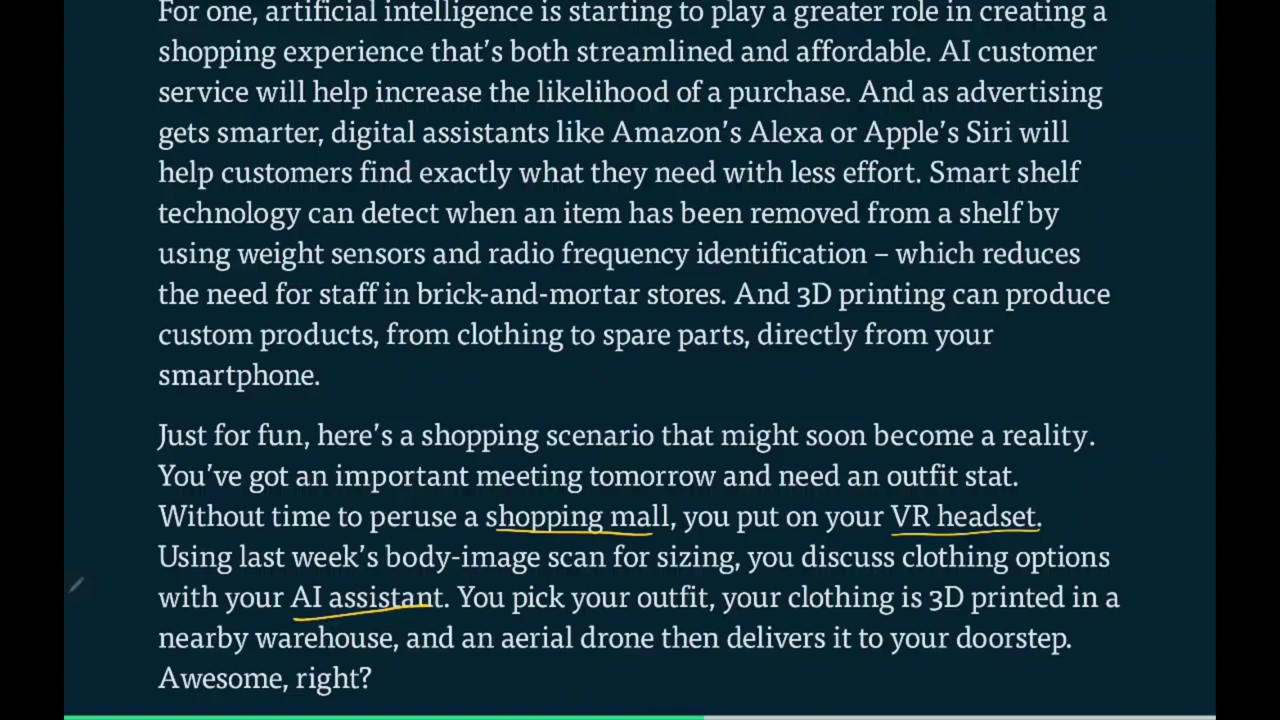 For one, artificial intelligence is starting to play a greater role in creating a
shopping experience that’s both streamlined and affordable. AI customer
service will help increase the likelihood of a purchase. And as advertising
gets smarter, digital assistants like Amazon’s Alexa or Apple’s Siri will
help customers find exactly what they need with less effort. Smart shelf
technology can detect when an item has been removed from a shelf by
using weight sensors and radio frequency identification – which reduces
the need for staff in brick-and-mortar stores. And 3D printing can produce
custom products, from clothing to spare parts, directly from your
smartphone.
Just for fun, here’s a shopping scenario that might soon become a reality.
You’ve got an important meeting tomorrow and need an outfit stat.
Without time to peruse a shopping mall, you put on your VR headset.
Using last week’s body-image scan for sizing, you discuss clothing options
with your AI assistant. You pick your outfit, your clothing is 3D printed in a
nearby warehouse, and an aerial drone then delivers it to your doorstep.
Awesome, right?